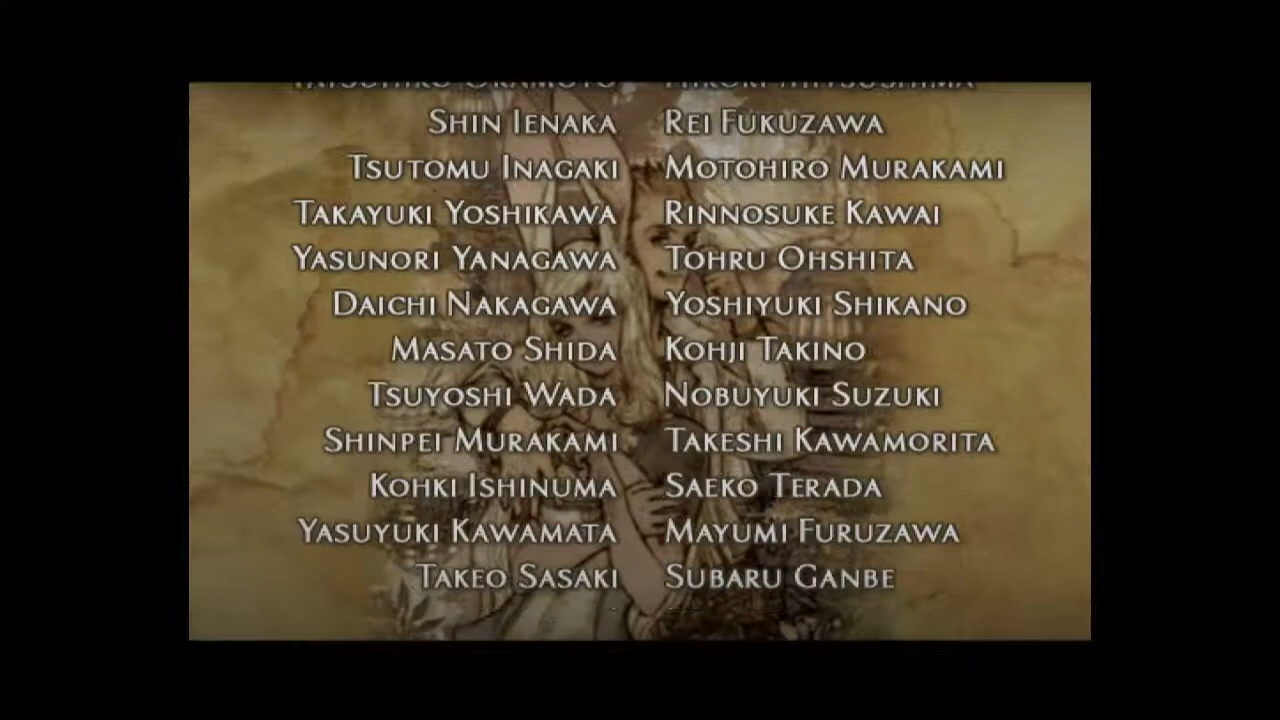 Shin Ienaka Rei Fukuzawa
Tsutomu Inagaki Motohiro Murakami
Takayuki Yoshikawa Rinnosuke Kawai
Yasunori Yanagawa Tohru Ohshita
Daichi Nakagawa Yoshiyuki Shikano
Masato Shida Kohji Takino
Tsuyoshi Wada Nobuyuki Suzuki
Shinpei Murakami Takeshi Kawamorita
Kohki Ishinuma Saeko Terada
Yasuyuki Kawamata Mayumi Furuzawa
Takeo Sasaki Subaru Ganbe